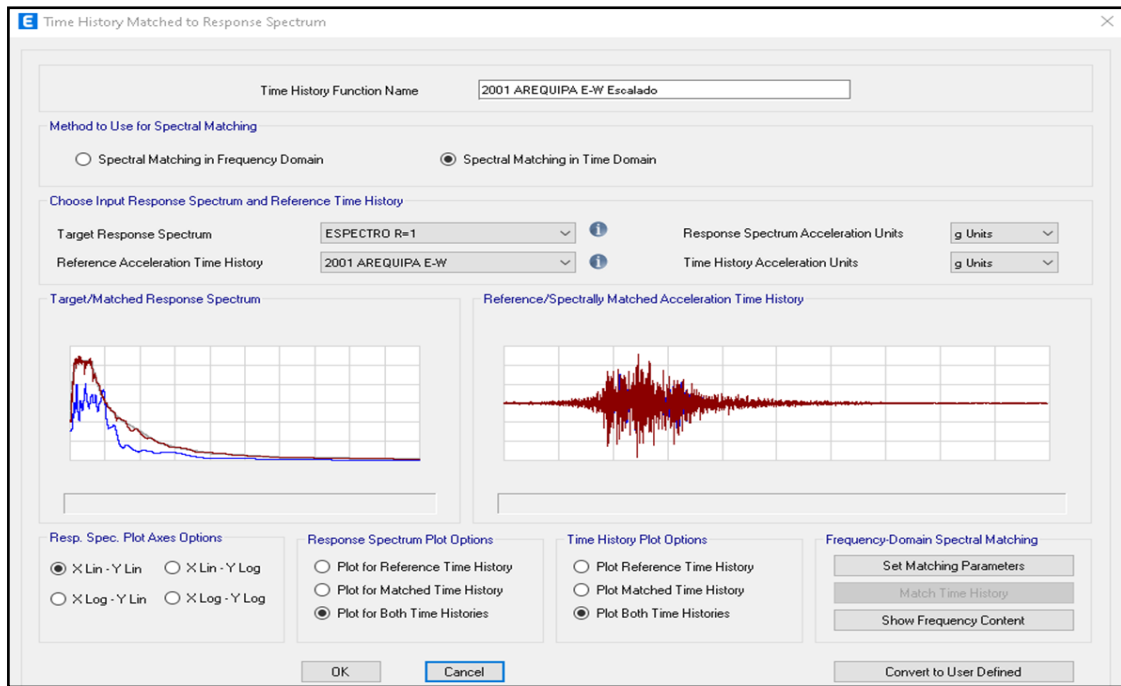 E Time History Matched to Response Spectrum
Time History Function Name 2001 AREQUIPA E-W Escalado
Method to Use for Spectral Matching
Spectral Matching in Frequency Domain Spectral Matching in Time Domain
Choose Input Response Spectrum and Reference Time History
Target Response Spectrum ESPECTRO R=1 i Response Spectrum Acceleration Units g Units
Reference Acceleration Time History 2001 AREQUIPA E-W i Time History Acceleration Units g Units
Target/Matched Response Spectrum Reference/Spectrally Matched Acceleration Time History
Resp. Spec. Plot Axes Options Response Spectrum Plot Options Time History Plot Options Frequency-Domain Spectral Matching
X Lin - Y Lin X Lin - Y Log Plot for Reference Time History Plot Reference Time History Set Matching Parameters
Plot for Matched Time History Plot Matched Time History Match Time History
X Log - Y Lin X Log - Y Log Plot for Both Time Histories Plot Both Time Histories Show Frequency Content
OK Cancel Convert to User Defined